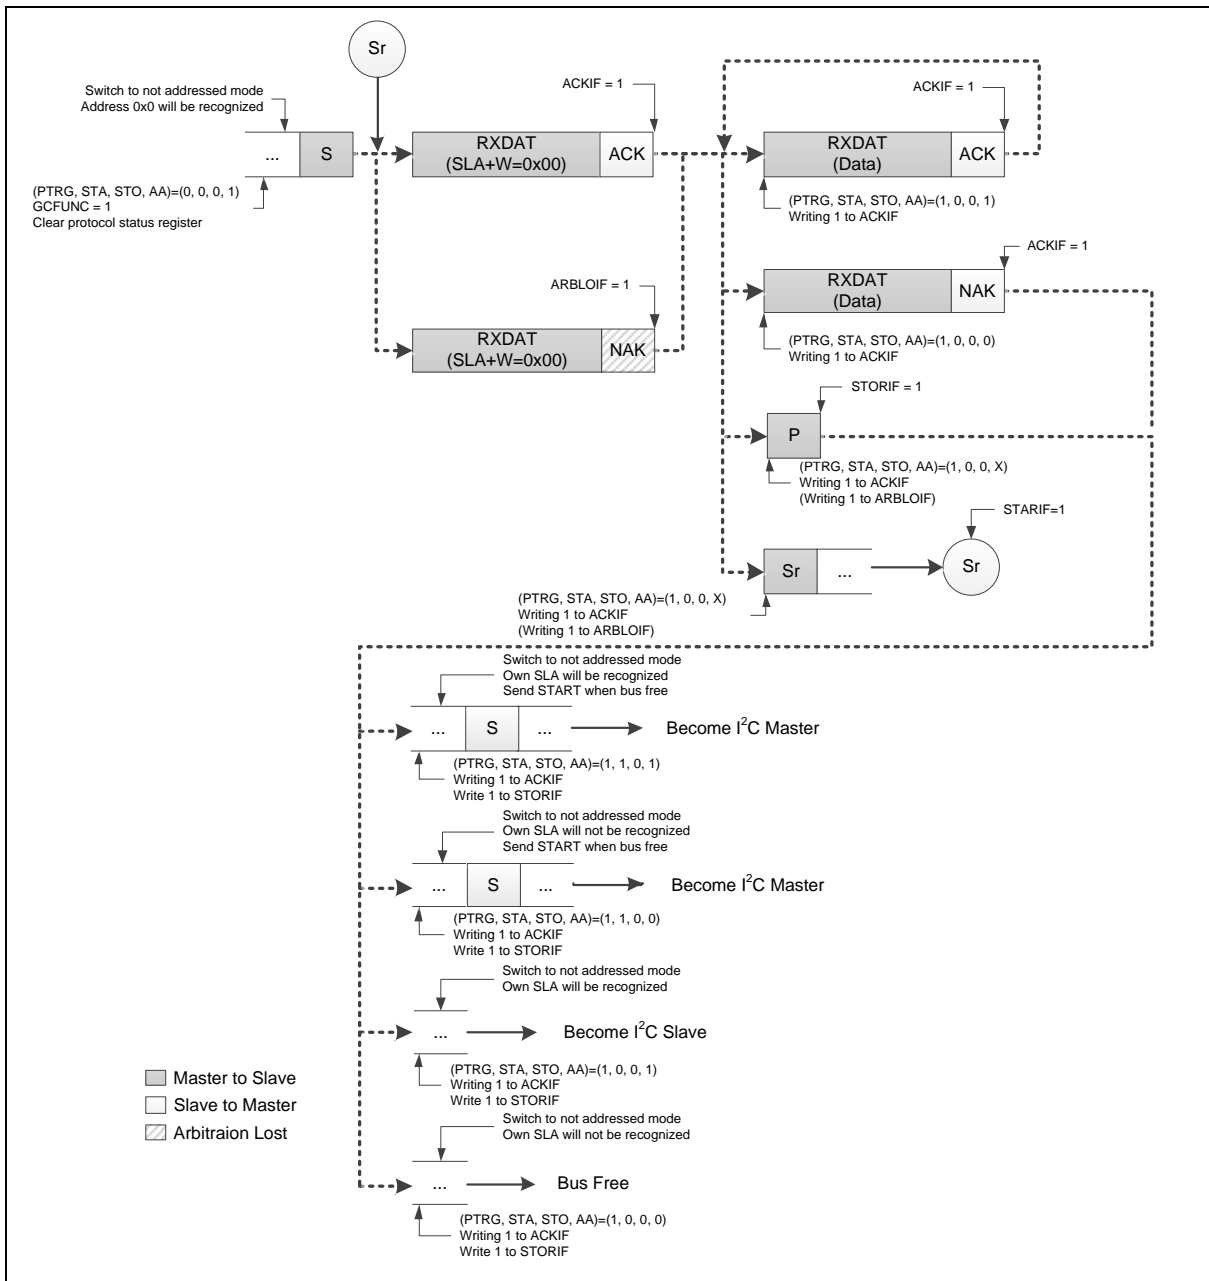 Sr
Switch to not addressed mode
Address 0x0 will be recognized
ACKIF = 1
ACKIF = 1
...
S
RXDAT
(SLA+W=0x00)
ACK
RXDAT
(Data)
ACK
(PTRG, STA, STO, AA)=(0, 0, 0, 1)
GCFUNC = 1
Clear protocol status register
(PTRG, STA, STO, AA)=(1, 0, 0, 1)
Writing 1 to ACKIF
ACKIF = 1
ARBLOIF = 1
RXDAT
(Data)
NAK
RXDAT
(SLA+W=0x00)
NAK
(PTRG, STA, STO, AA)=(1, 0, 0, 0)
Writing 1 to ACKIF
STORIF = 1
P
(PTRG, STA, STO, AA)=(1, 0, 0, X)
Writing 1 to ACKIF
(Writing 1 to ARBLOIF)
STARIF=1
Sr
...
Sr
(PTRG, STA, STO, AA)=(1, 0, 0, X)
Writing 1 to ACKIF
(Writing 1 to ARBLOIF)
Switch to not addressed mode
Own SLA will be recognized
Send START when bus free
...
S
...
Become I²C Master
(PTRG, STA, STO, AA)=(1, 1, 0, 1)
Writing 1 to ACKIF
Write 1 to STORIF
Switch to not addressed mode
Own SLA will not be recognized
Send START when bus free
...
S
...
Become I²C Master
(PTRG, STA, STO, AA)=(1, 1, 0, 0)
Writing 1 to ACKIF
Write 1 to STORIF
Switch to not addressed mode
Own SLA will be recognized
...
Become I²C Slave
(PTRG, STA, STO, AA)=(1, 0, 0, 1)
Writing 1 to ACKIF
Write 1 to STORIF
Master to Slave
Slave to Master
Arbitraion Lost
Switch to not addressed mode
Own SLA will not be recognized
...
Bus Free
(PTRG, STA, STO, AA)=(1, 0, 0, 0)
Writing 1 to ACKIF
Write 1 to STORIF